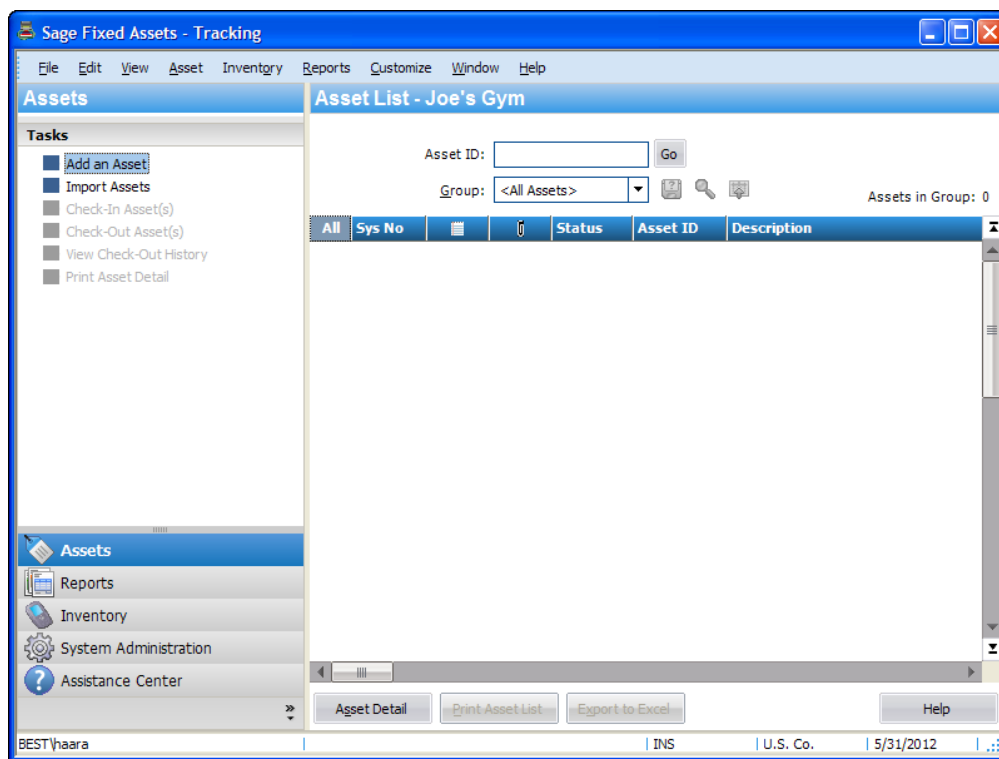 Sage Fixed Assets - Tracking
File Edit View Asset Inventory Reports Customize Window Help
Assets
Tasks
Add an Asset
Import Assets
Check-In Asset(s)
Check-Out Asset(s)
View Check-Out History
Print Asset Detail
Assets
Reports
Inventory
System Administration
Assistance Center
Asset List - Joe's Gym
Asset ID: Go
Group: <All Assets>
Assets in Group: 0
All Sys No Status Asset ID Description
Asset Detail Print Asset List Export to Excel Help
BEST\haara INS U.S. Co. 5/31/2012